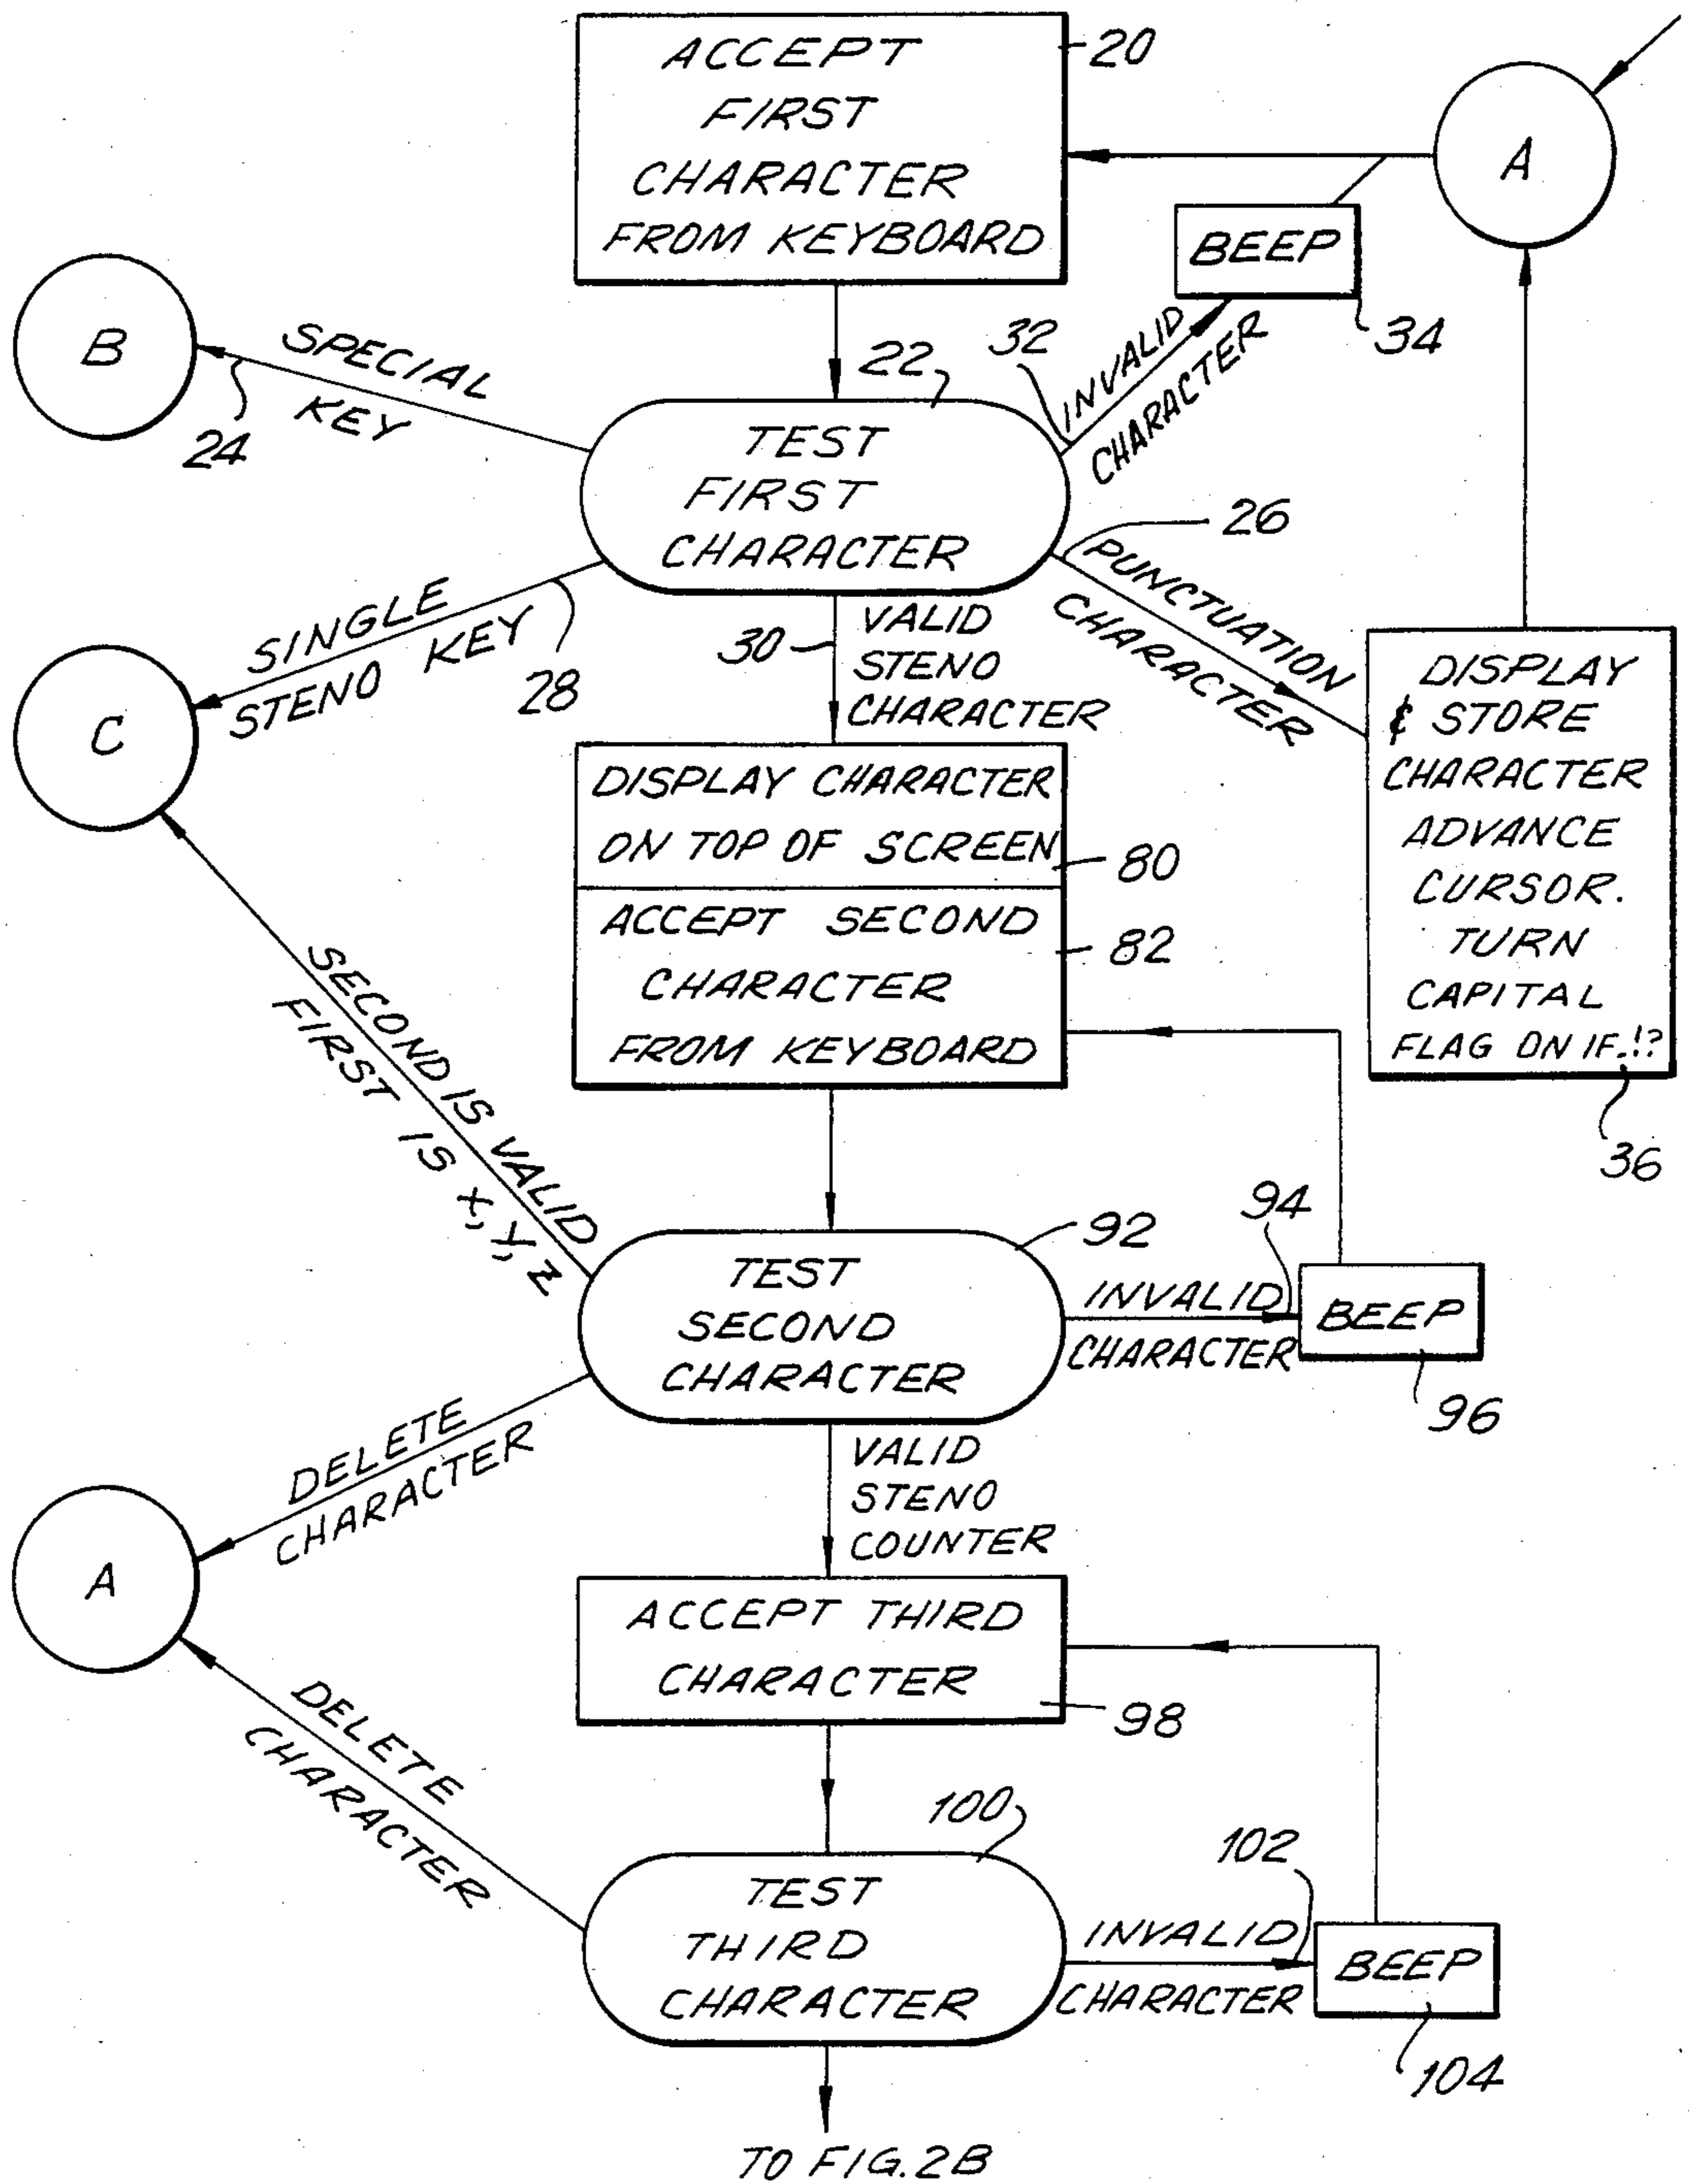 ACCEPT
FIRST
CHARACTER
FROM KEYBOARD
20
A
BEEP
34
B
SPECIAL
KEY
24
22
32
INVALID
CHARACTER
TEST
FIRST
CHARACTER
26
PUNCTUATION
CHARACTER
SINGLE
STENO KEY
28
30
VALID
STENO
CHARACTER
C
DISPLAY
& STORE
CHARACTER
ADVANCE
CURSOR.
TURN
CAPITAL
FLAG ON IF .!?
36
DISPLAY CHARACTER
ON TOP OF SCREEN
80
ACCEPT SECOND
CHARACTER
FROM KEYBOARD
82
SECOND IS VALID
FIRST IS X, Y, Z
92
TEST
SECOND
CHARACTER
94
INVALID
CHARACTER
BEEP
96
DELETE
CHARACTER
VALID
STENO
COUNTER
A
ACCEPT THIRD
CHARACTER
98
DELETE
CHARACTER
100
TEST
THIRD
CHARACTER
102
INVALID
CHARACTER
BEEP
104
TO FIG. 2B